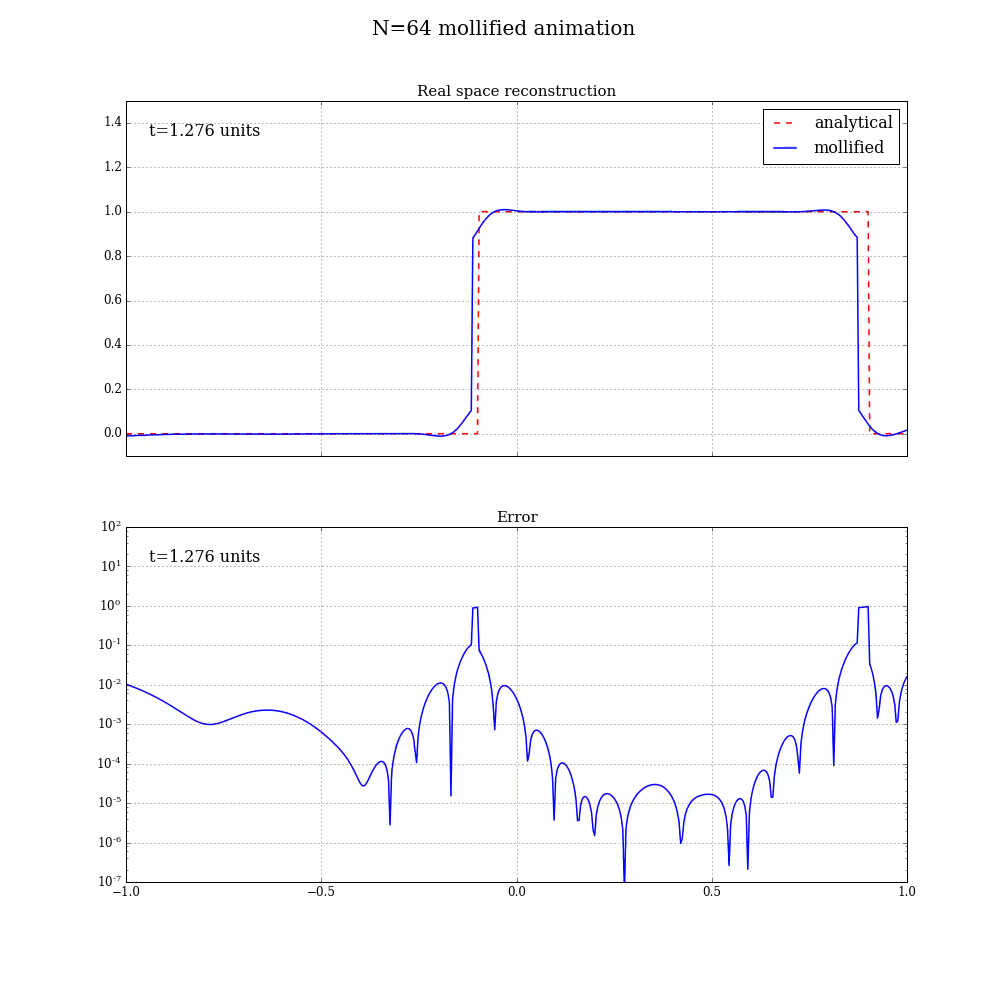 N=64 mollified animation
Real space reconstruction
t=1.276 units
analytical
mollified
1.4
1.2
1.0
0.8
0.6
0.4
0.2
0.0
Error
t=1.276 units
10²
10¹
10⁰
10⁻¹
10⁻²
10⁻³
10⁻⁴
10⁻⁵
10⁻⁶
10⁻⁷
−1.0 −0.5 0.0 0.5 1.0